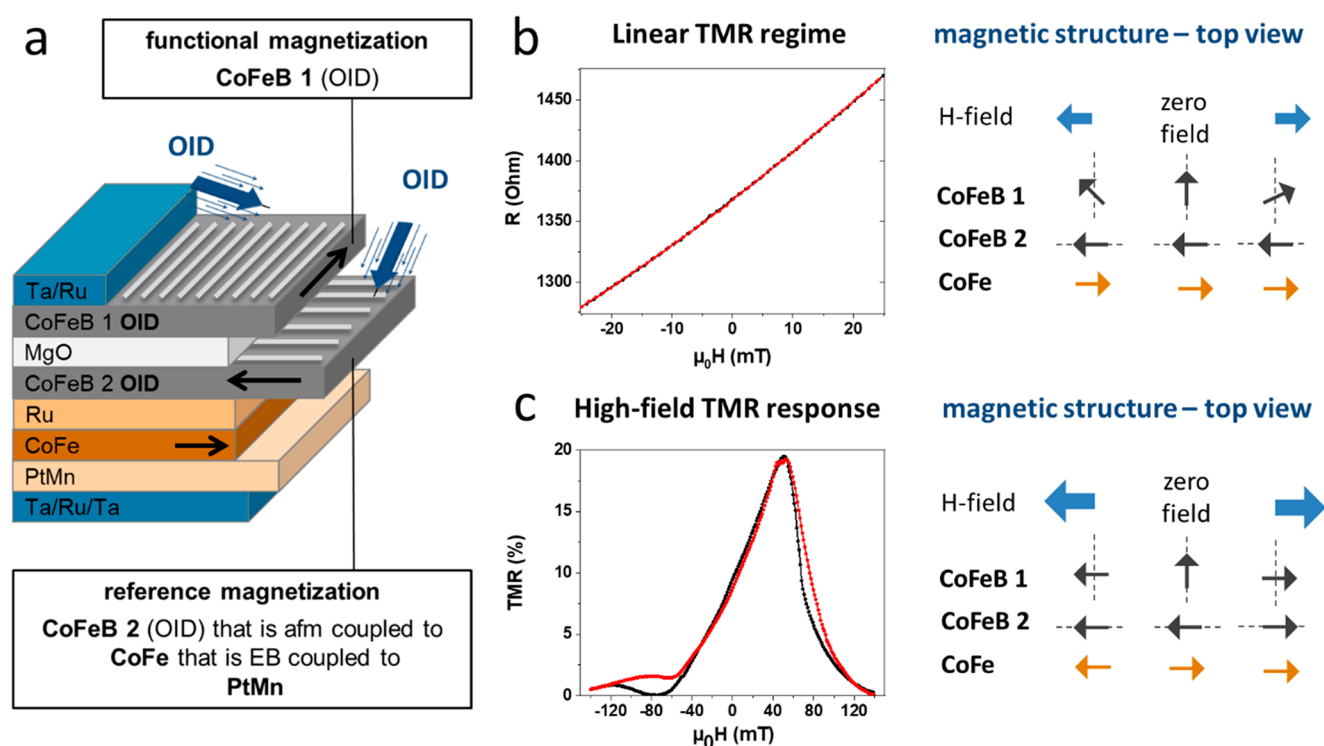 a
functional magnetization
CoFeB 1 (OID)
OID
OID
Ta/Ru
CoFeB 1 OID
MgO
CoFeB 2 OID
Ru
CoFe
PtMn
Ta/Ru/Ta
reference magnetization
CoFeB 2 (OID) that is afm coupled to
CoFe that is EB coupled to
PtMn
b
Linear TMR regime
R (Ohm)
1450
1400
1350
1300
-20 -10 0 10 20
µ₀H (mT)
magnetic structure – top view
H-field
zero
field
CoFeB 1
CoFeB 2
CoFe
c
High-field TMR response
TMR (%)
20
15
10
5
0
-120 -80 -40 0 40 80 120
µ₀H (mT)
magnetic structure – top view
H-field
zero
field
CoFeB 1
CoFeB 2
CoFe